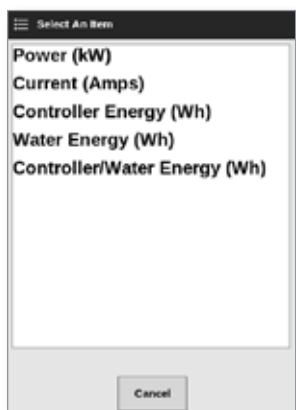 Select An Item
Power (kW)
Current (Amps)
Controller Energy (Wh)
Water Energy (Wh)
Controller/Water Energy (Wh)
Cancel